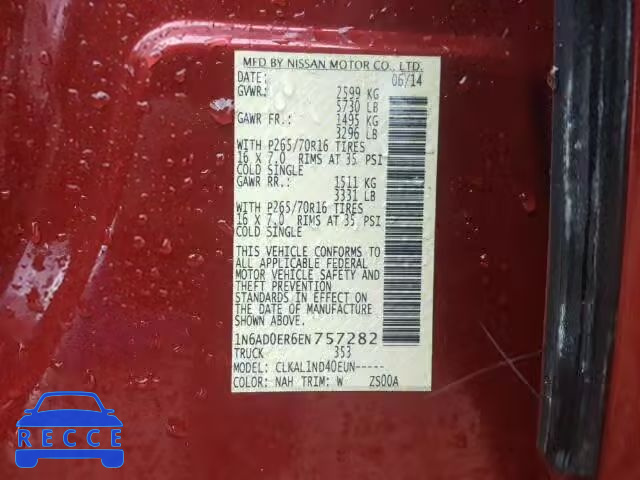 MFD BY NISSAN MOTOR CO., LTD.
DATE: 06/14
GVWR: 2599 KG
5730 LB
GAWR FR.: 1495 KG
3296 LB
WITH P265/70R16 TIRES
16 X 7.0 RIMS AT 35 PSI
COLD SINGLE
GAWR RR.: 1511 KG
3331 LB
WITH P265/70R16 TIRES
16 X 7.0 RIMS AT 35 PSI
COLD SINGLE
THIS VEHICLE CONFORMS TO
ALL APPLICABLE FEDERAL
MOTOR VEHICLE SAFETY AND
THEFT PREVENTION
STANDARDS IN EFFECT ON
THE DATE OF MANUFACTURE
SHOWN ABOVE.
1N6AD0ER6EN757282
TRUCK 353
MODEL: CLKALIND40EUN-----
COLOR: NAH TRIM: W ZS00A
RECCE